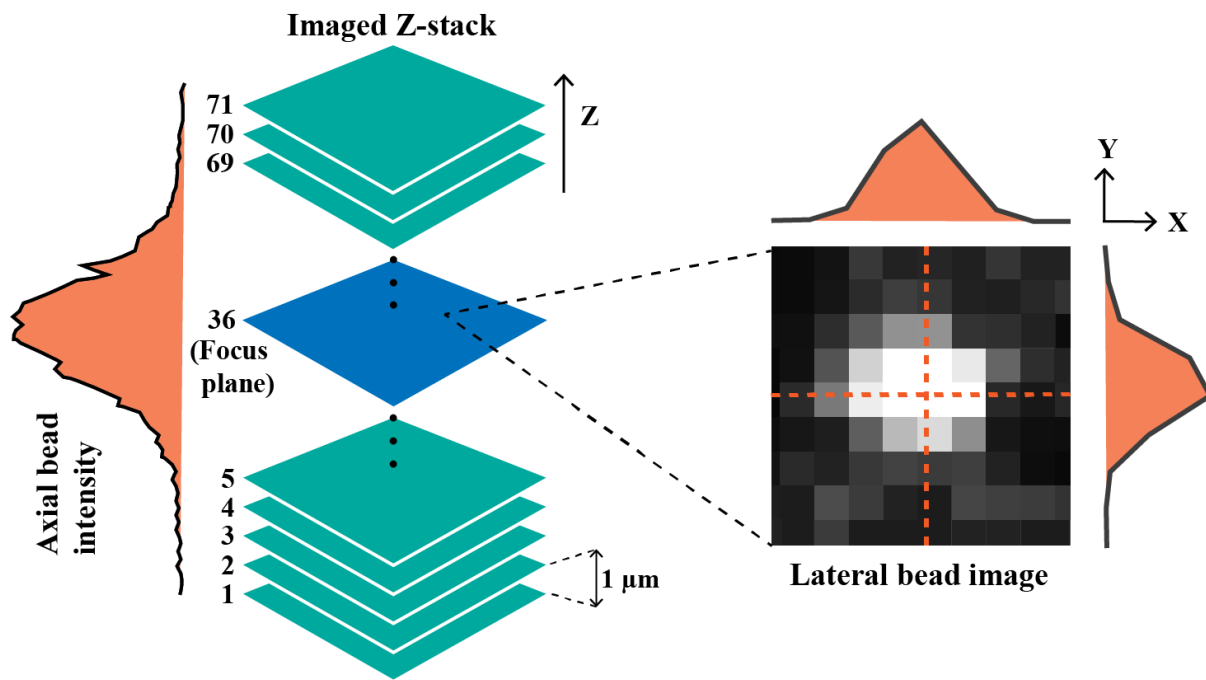 Imaged Z-stack
71
70
69
Z
36
(Focus
plane)
5
4
3
2
1
1 µm
Axial bead
intensity
Y
X
Lateral bead image